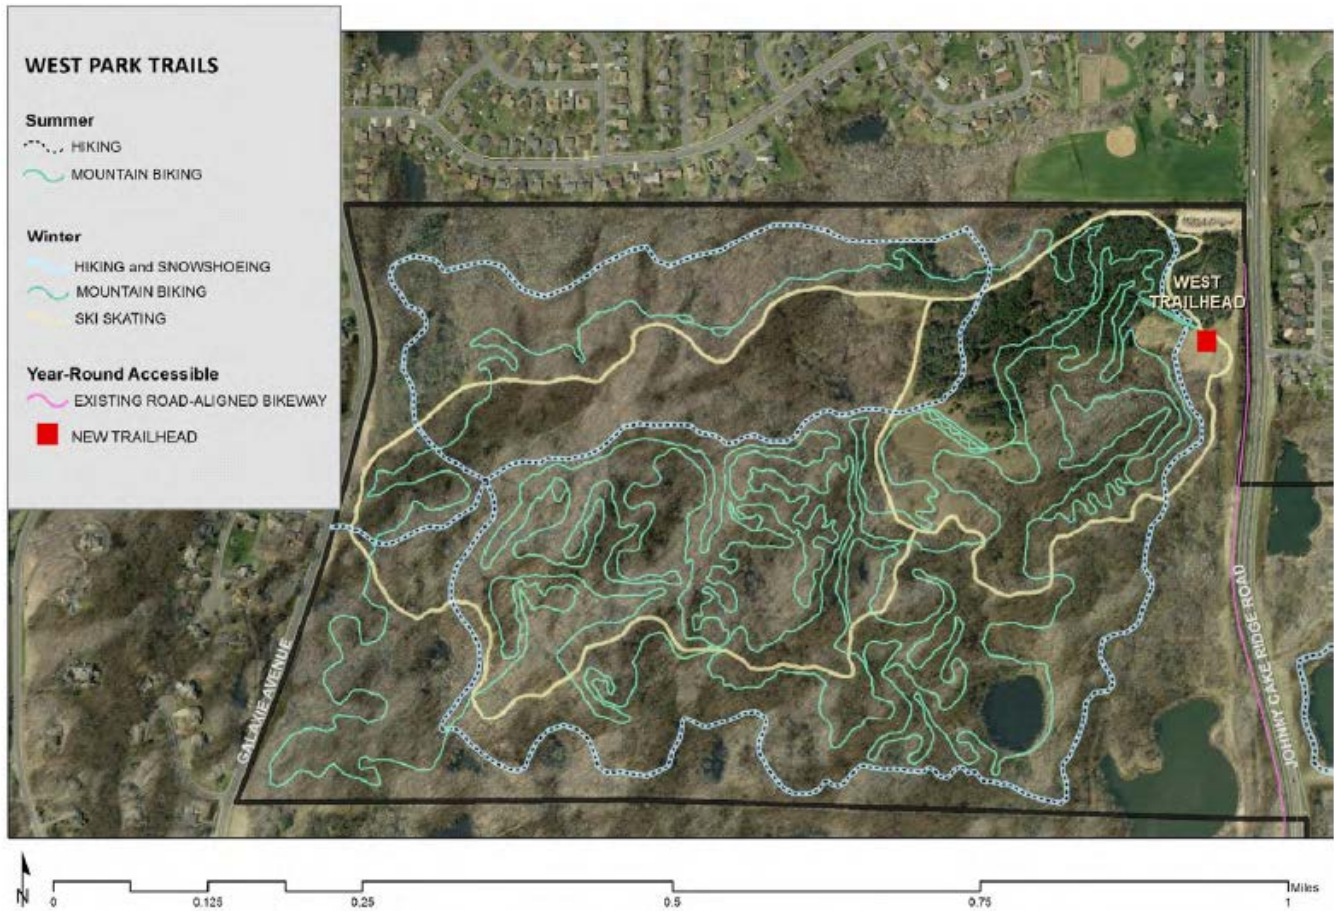 WEST PARK TRAILS
Summer
HIKING
MOUNTAIN BIKING
Winter
HIKING and SNOWSHOEING
MOUNTAIN BIKING
SKI SKATING
Year-Round Accessible
EXISTING ROAD-ALIGNED BIKEWAY
NEW TRAILHEAD
WEST
TRAILHEAD
GALAXIE AVENUE
JOHNNY CAKE RIDGE ROAD
N
0 0.125 0.25 0.5 0.75 1 Miles